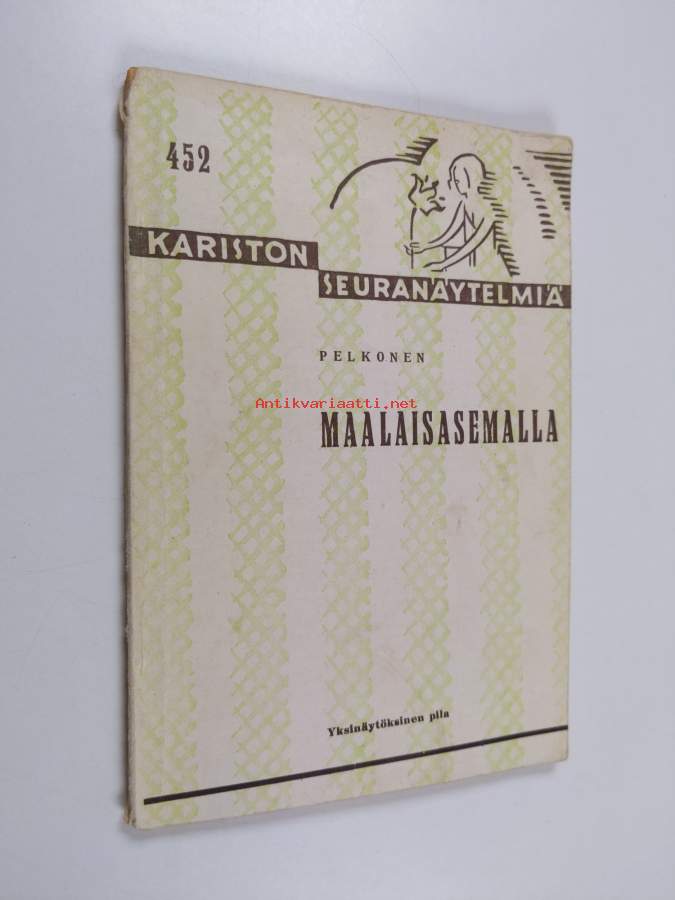 452
KARISTON
SEURANÄYTELMIÄ
PELKONEN
Antikvariaatti.net
MAALAISASEMALLA
Yksinäytöksinen pila